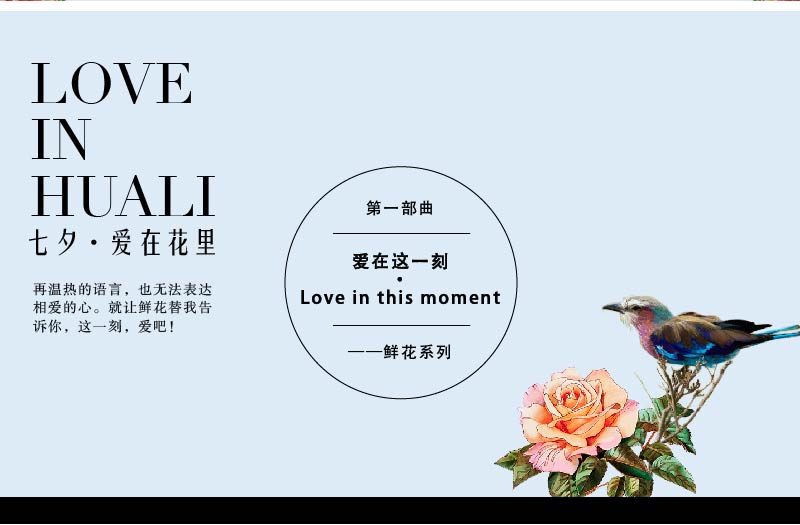 LOVE
IN
HUALI
七夕·爱在花里
再温热的语言，也无法表达
相爱的心。就让鲜花替我告
诉你，这一刻，爱吧！
第一部曲
爱在这一刻
·
Love in this moment
——鲜花系列